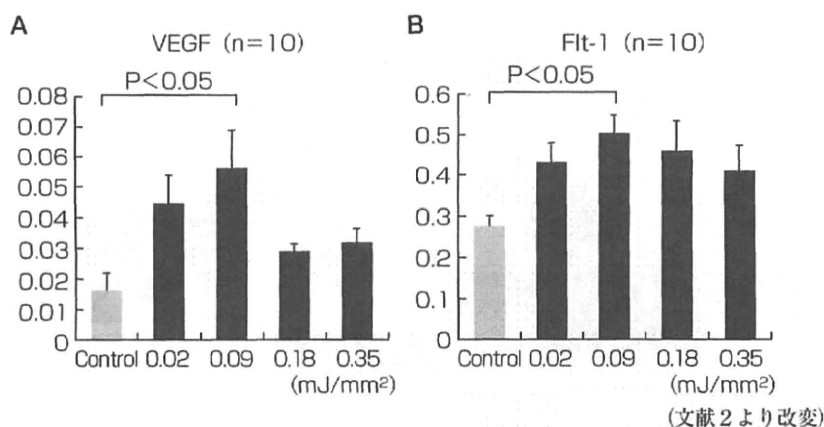 A
VEGF (n=10)
P<0.05
0.08
0.07
0.06
0.05
0.04
0.03
0.02
0.01
0
Control 0.02 0.09 0.18 0.35
(mJ/mm²)
B
Flt-1 (n=10)
P<0.05
0.6
0.5
0.4
0.3
0.2
0.1
0
Control 0.02 0.09 0.18 0.35
(mJ/mm²)
(文献2より改変)